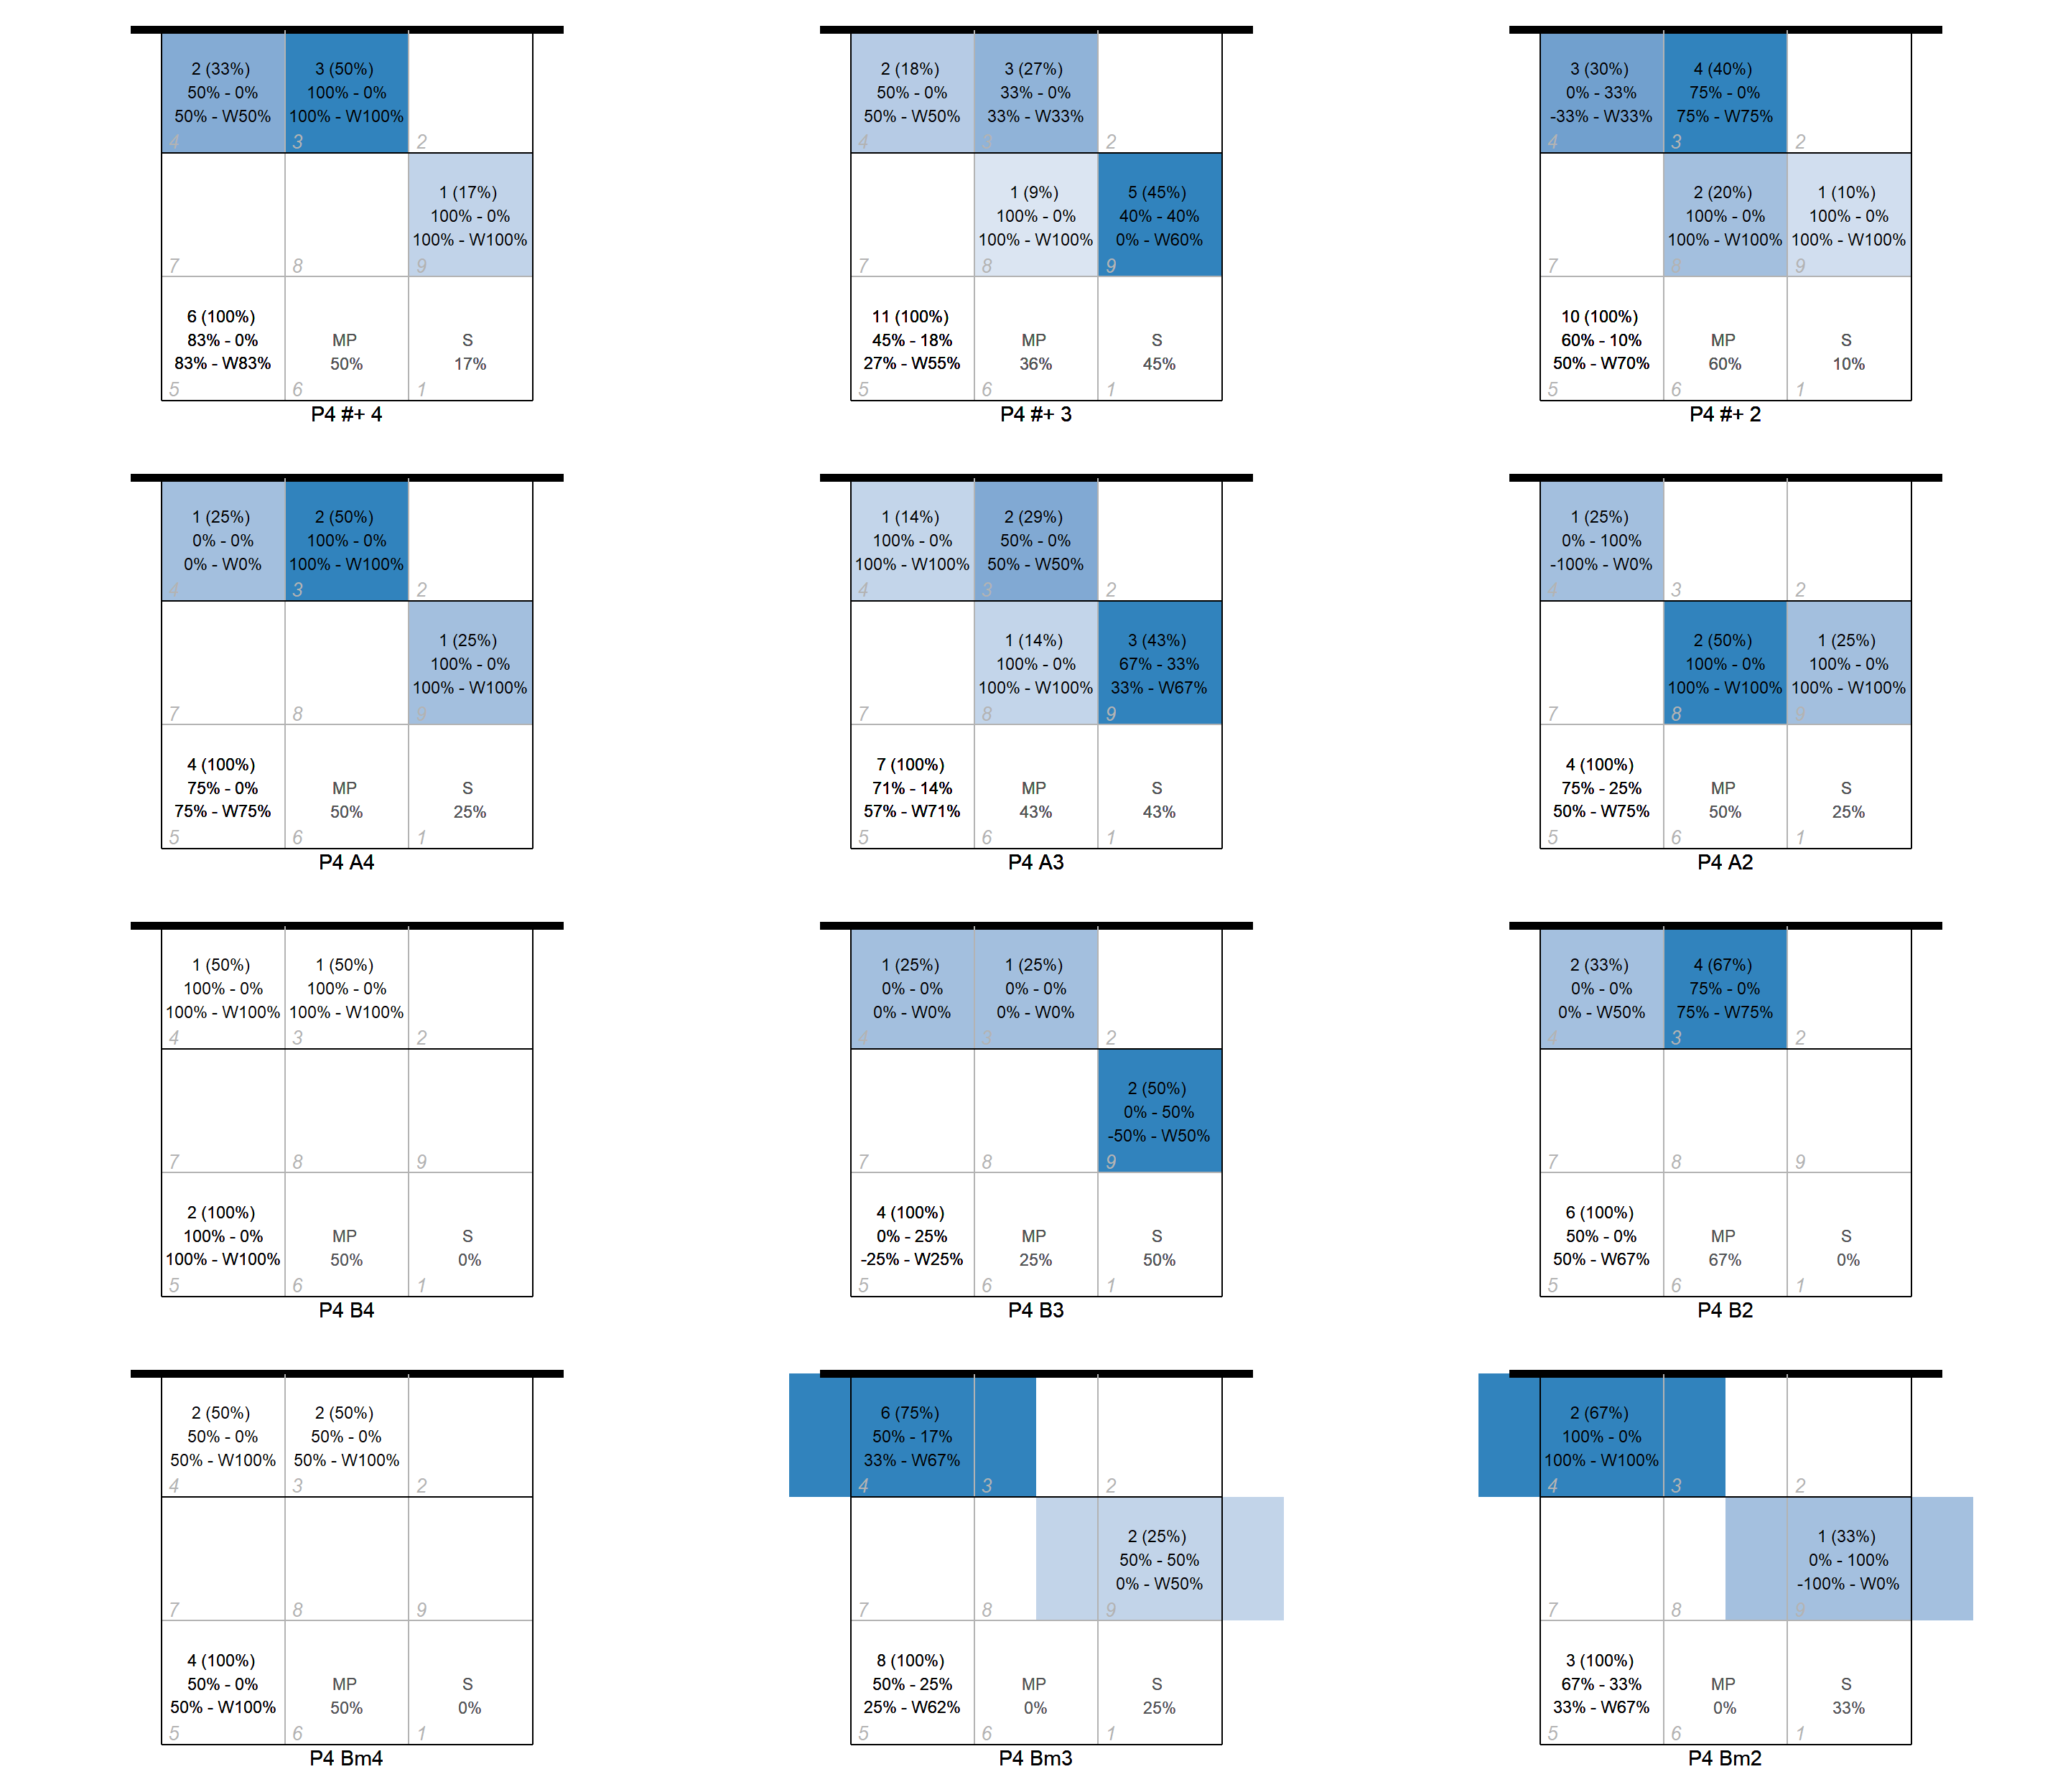 2 (33%)
50% - 0%
50% - W50%
4
3 (50%)
100% - 0%
100% - W100%
3
2
7
8
1 (17%)
100% - 0%
100% - W100%
9
6 (100%)
83% - 0%
83% - W83%
5
MP
50%
6
S
17%
1
P4 #+ 4
2 (18%)
50% - 0%
50% - W50%
4
3 (27%)
33% - 0%
33% - W33%
3
2
7
1 (9%)
100% - 0%
100% - W100%
8
5 (45%)
40% - 40%
0% - W60%
9
11 (100%)
45% - 18%
27% - W55%
5
MP
36%
6
S
45%
1
P4 #+ 3
3 (30%)
0% - 33%
-33% - W33%
4
4 (40%)
75% - 0%
75% - W75%
3
2
7
2 (20%)
100% - 0%
100% - W100%
8
1 (10%)
100% - 0%
100% - W100%
9
10 (100%)
60% - 10%
50% - W70%
5
MP
60%
6
S
10%
1
P4 #+ 2
1 (25%)
0% - 0%
0% - W0%
4
2 (50%)
100% - 0%
100% - W100%
3
2
7
8
1 (25%)
100% - 0%
100% - W100%
9
4 (100%)
75% - 0%
75% - W75%
5
MP
50%
6
S
25%
1
P4 A4
1 (14%)
100% - 0%
100% - W100%
4
2 (29%)
50% - 0%
50% - W50%
3
2
7
1 (14%)
100% - 0%
100% - W100%
8
3 (43%)
67% - 33%
33% - W67%
9
7 (100%)
71% - 14%
57% - W71%
5
MP
43%
6
S
43%
1
P4 A3
1 (25%)
0% - 100%
-100% - W0%
4
3
2
7
2 (50%)
100% - 0%
100% - W100%
8
1 (25%)
100% - 0%
100% - W100%
9
4 (100%)
75% - 25%
50% - W75%
5
MP
50%
6
S
25%
1
P4 A2
1 (50%)
100% - 0%
100% - W100%
4
1 (50%)
100% - 0%
100% - W100%
3
2
7
8
9
2 (100%)
100% - 0%
100% - W100%
5
MP
50%
6
S
0%
1
P4 B4
1 (25%)
0% - 0%
0% - W0%
4
1 (25%)
0% - 0%
0% - W0%
3
2
7
8
2 (50%)
0% - 50%
-50% - W50%
9
4 (100%)
0% - 25%
-25% - W25%
5
MP
25%
6
S
50%
1
P4 B3
2 (33%)
0% - 0%
0% - W50%
4
4 (67%)
75% - 0%
75% - W75%
3
2
7
8
9
6 (100%)
50% - 0%
50% - W67%
5
MP
67%
6
S
0%
1
P4 B2
2 (50%)
50% - 0%
50% - W100%
4
2 (50%)
50% - 0%
50% - W100%
3
2
7
8
9
4 (100%)
50% - 0%
50% - W100%
5
MP
50%
6
S
0%
1
P4 Bm4
6 (75%)
50% - 17%
33% - W67%
4
3
2
7
8
2 (25%)
50% - 50%
0% - W50%
9
8 (100%)
50% - 25%
25% - W62%
5
MP
0%
6
S
25%
1
P4 Bm3
2 (67%)
100% - 0%
100% - W100%
4
3
2
7
8
1 (33%)
0% - 100%
-100% - W0%
9
3 (100%)
67% - 33%
33% - W67%
5
MP
0%
6
S
33%
1
P4 Bm2